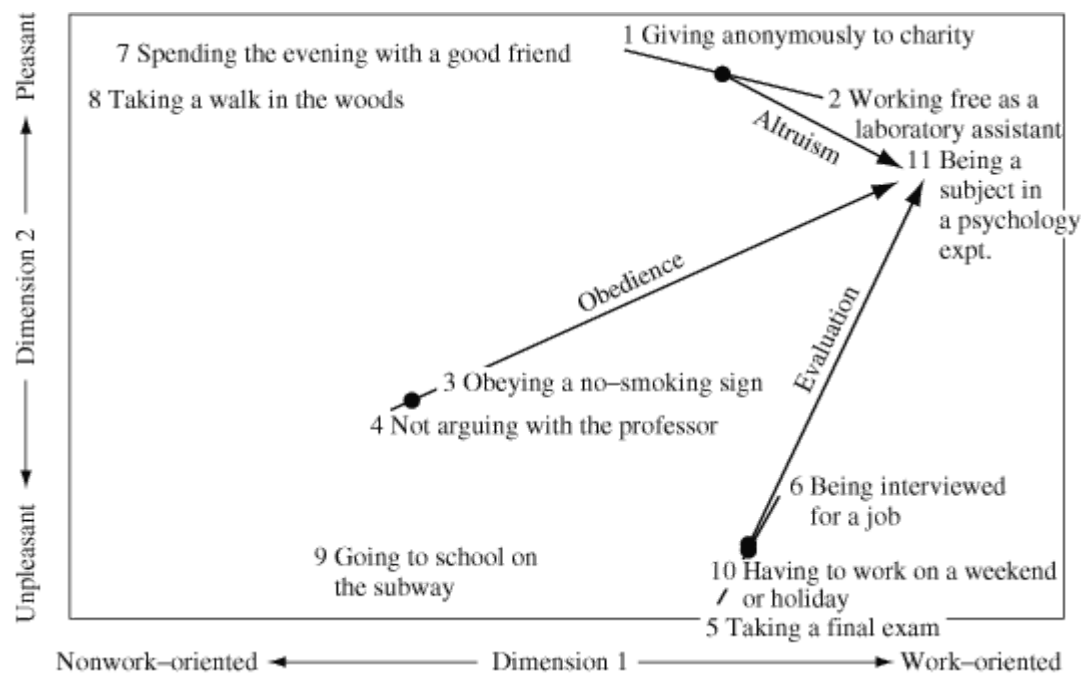 Pleasant
Dimension 2
Unpleasant
1 Giving anonymously to charity
7 Spending the evening with a good friend
8 Taking a walk in the woods
2 Working free as a
laboratory assistant
Altruism
11 Being a
subject in
a psychology
expt.
Obedience
Evaluation
3 Obeying a no–smoking sign
4 Not arguing with the professor
6 Being interviewed
for a job
9 Going to school on
the subway
10 Having to work on a weekend
or holiday
5 Taking a final exam
Nonwork–oriented
Dimension 1
Work–oriented